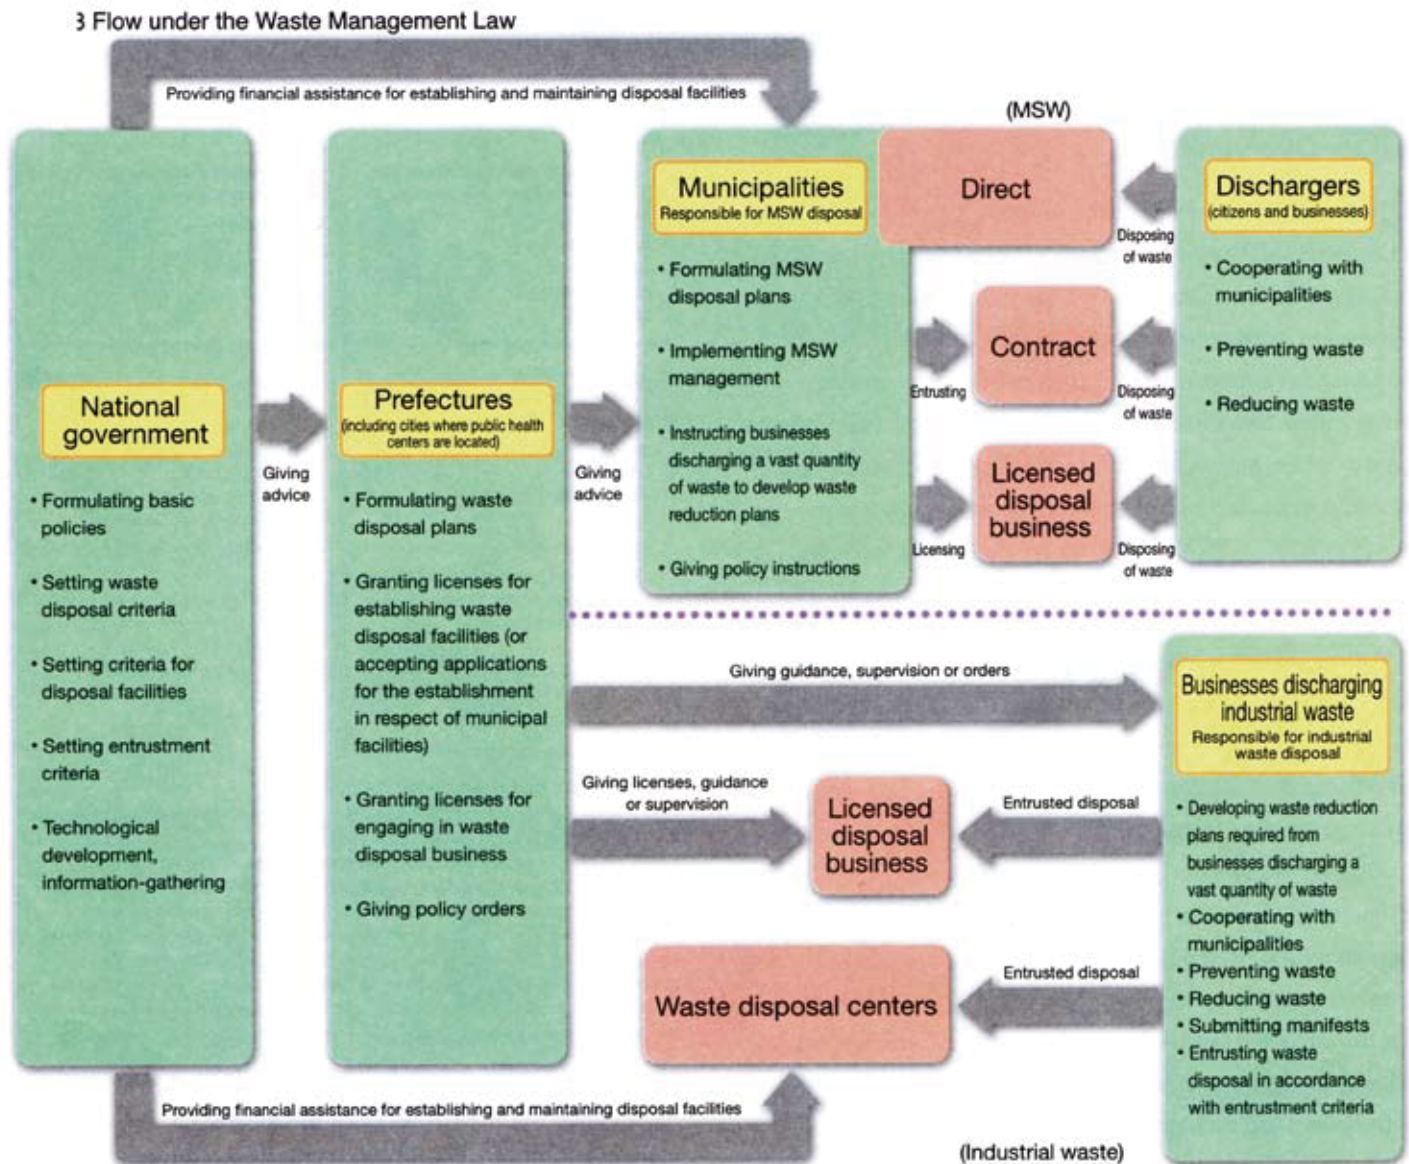 3 Flow under the Waste Management Law
Providing financial assistance for establishing and maintaining disposal facilities
(MSW)
National
government
• Formulating basic
policies
• Setting waste
disposal criteria
• Setting criteria for
disposal facilities
• Setting entrustment
criteria
• Technological
development,
information-gathering
Giving
advice
Prefectures
(including cities where public health
centers are located)
• Formulating waste
disposal plans
• Granting licenses for
establishing waste
disposal facilities (or
accepting applications
for the establishment
in respect of municipal
facilities)
• Granting licenses for
engaging in waste
disposal business
• Giving policy orders
Giving
advice
Municipalities
Responsible for MSW disposal
• Formulating MSW
disposal plans
• Implementing MSW
management
• Instructing businesses
discharging a vast quantity
of waste to develop waste
reduction plans
• Giving policy instructions
Direct
Disposing
of waste
Entrusting
Contract
Disposing
of waste
Licensing
Licensed
disposal
business
Disposing
of waste
Dischargers
(citizens and businesses)
• Cooperating with
municipalities
• Preventing waste
• Reducing waste
Giving guidance, supervision or orders
Giving licenses, guidance
or supervision
Licensed
disposal
business
Entrusted disposal
Waste disposal centers
Entrusted disposal
Businesses discharging
industrial waste
Responsible for industrial
waste disposal
• Developing waste reduction
plans required from
businesses discharging a
vast quantity of waste
• Cooperating with
municipalities
• Preventing waste
• Reducing waste
• Submitting manifests
• Entrusting waste
disposal in accordance
with entrustment criteria
Providing financial assistance for establishing and maintaining disposal facilities
(Industrial waste)